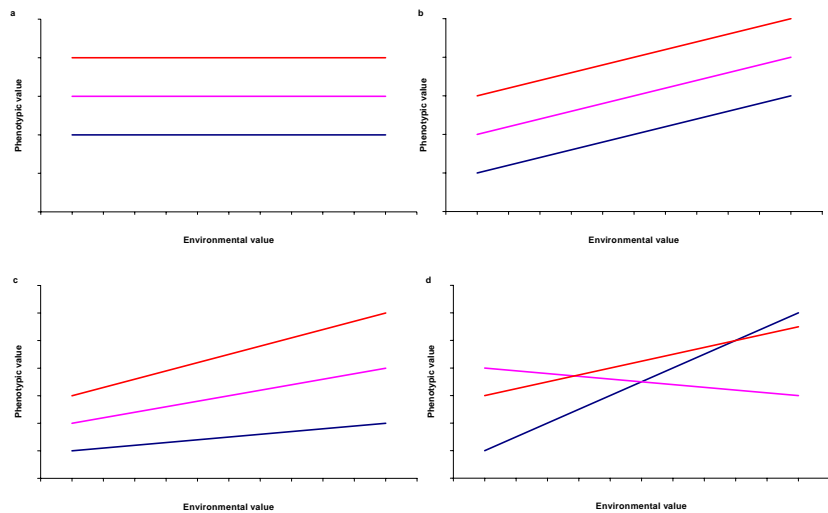 a
Phenotypic value
Environmental value
b
Phenotypic value
Environmental value
c
Phenotypic value
Environmental value
d
Phenotypic value
Environmental value